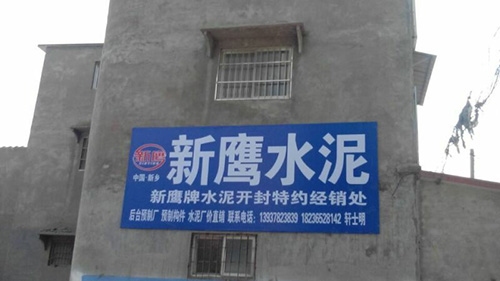 新鹰
中国·新乡
新鹰水泥
新鹰牌水泥开封特约经销处
后台预制厂 预制构件 水泥厂价直销 联系电话：13937823839 18236528142 轩士明